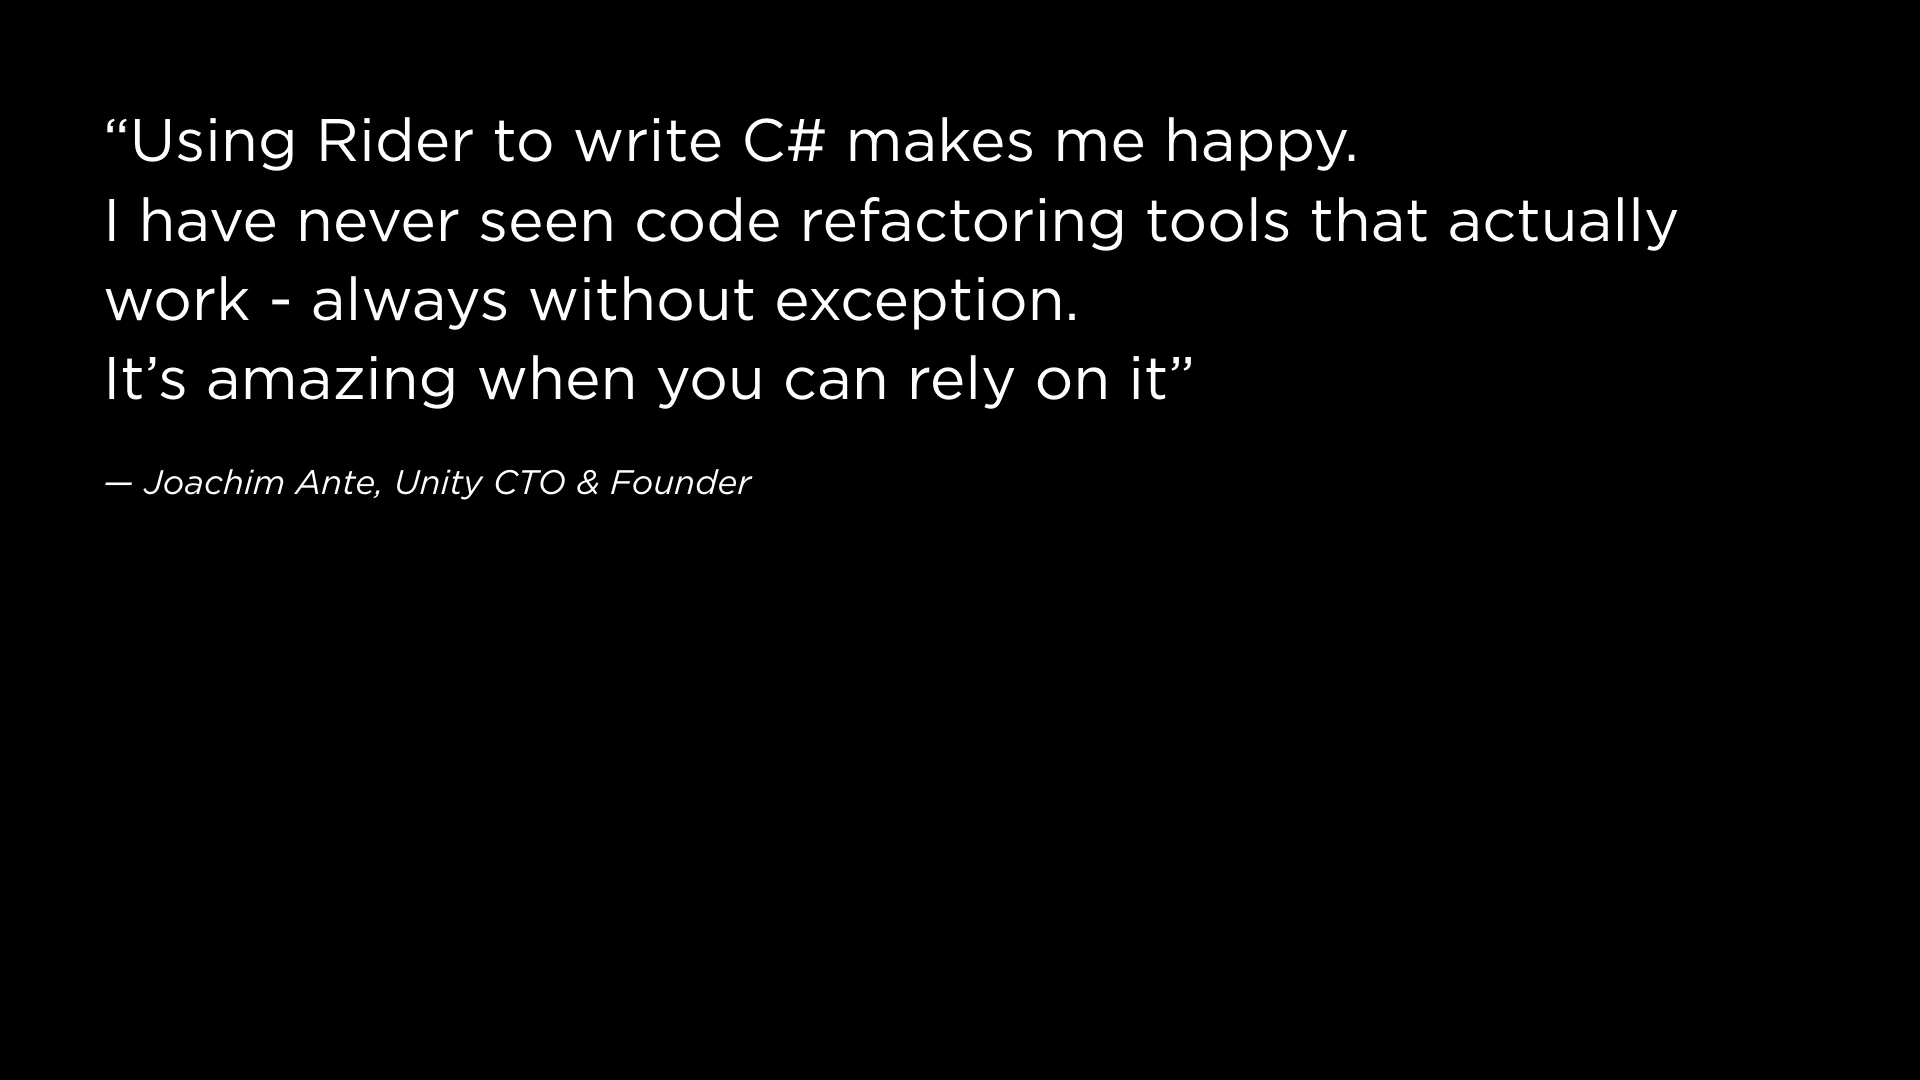 “Using Rider to write C# makes me happy.
I have never seen code refactoring tools that actually
work - always without exception.
It’s amazing when you can rely on it”
— Joachim Ante, Unity CTO & Founder